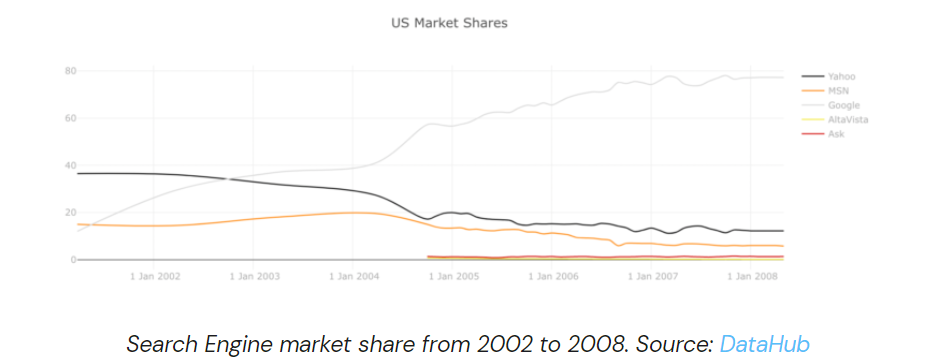 US Market Shares
80
60
40
20
0
1 Jan 2002 1 Jan 2003 1 Jan 2004 1 Jan 2005 1 Jan 2006 1 Jan 2007 1 Jan 2008
Yahoo
MSN
Google
AltaVista
Ask
Search Engine market share from 2002 to 2008. Source: DataHub